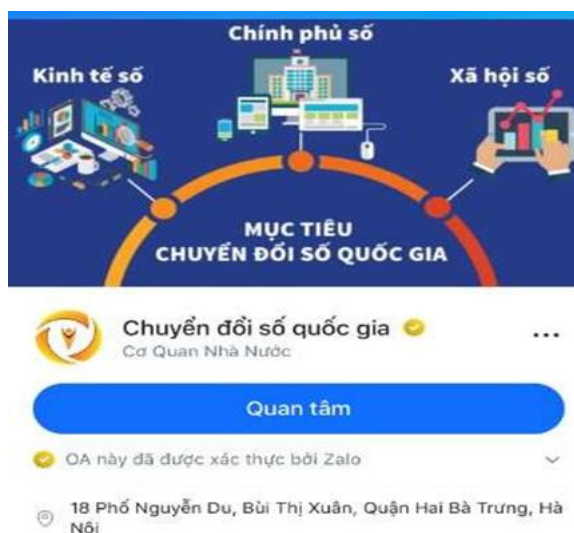 Chính phủ số
Kinh tế số
Xã hội số
MỤC TIÊU
CHUYỂN ĐỔI SỐ QUỐC GIA
Chuyển đổi số quốc gia
Cơ Quan Nhà Nước
Quan tâm
OA này đã được xác thực bởi Zalo
18 Phố Nguyễn Du, Bùi Thị Xuân, Quận Hai Bà Trưng, Hà
Nội